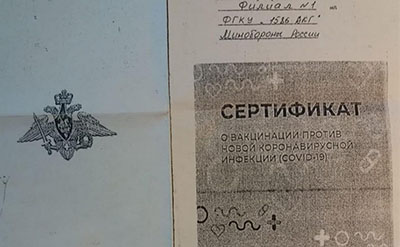 Филиал №1
ФГКУ „1586 ВКГ"
Минобороны России
СЕРТИФИКАТ
О ВАКЦИНАЦИИ ПРОТИВ
НОВОЙ КОРОНАВИРУСНОЙ
ИНФЕКЦИИ (COVID-19)